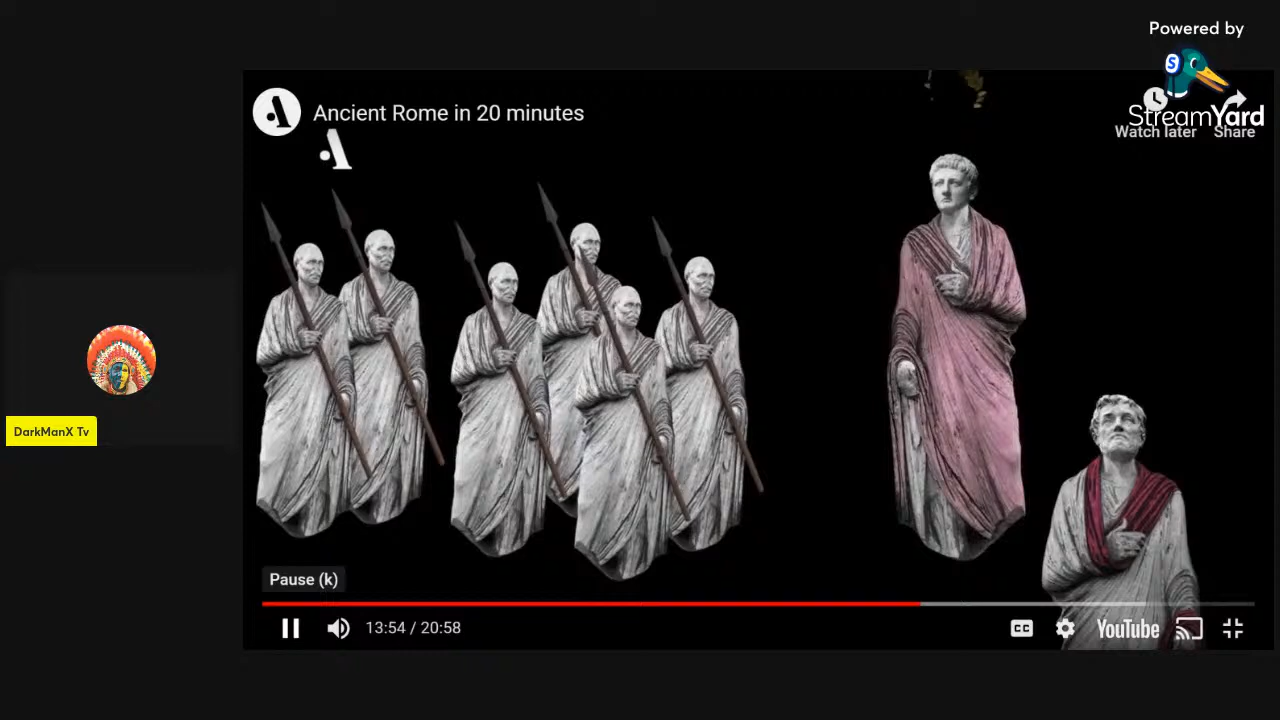 Powered by
S
StreamYard
Ancient Rome in 20 minutes
Watch later Share
DarkManX Tv
Pause (k)
13:54 / 20:58
CC
YouTube